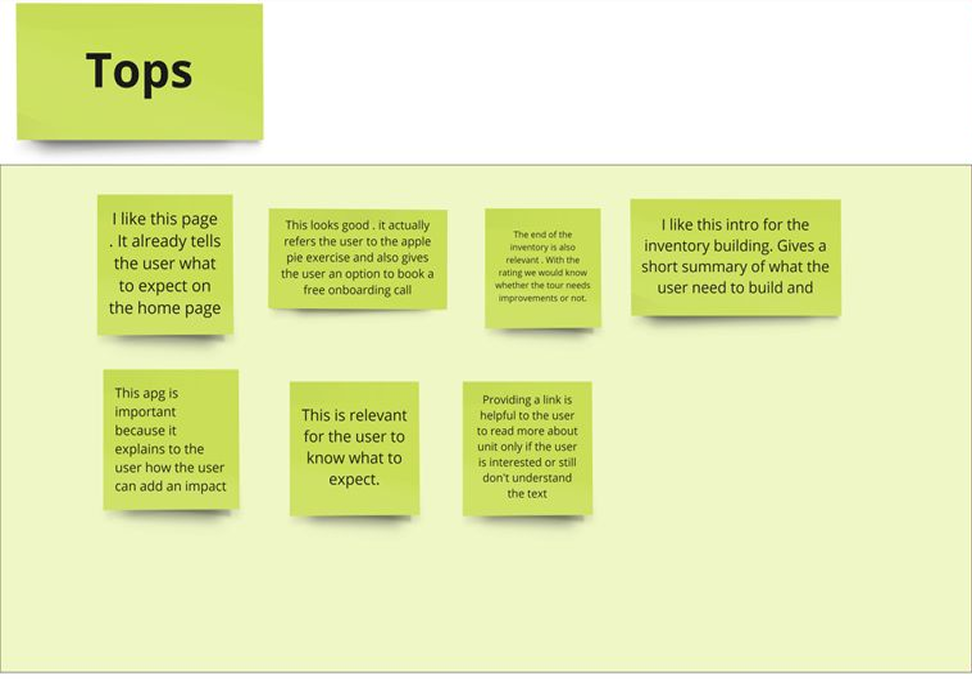 Tops
I like this page
. It already tells
the user what
to expect on
the home page
This looks good . it actually
refers the user to the apple
pie exercise and also gives
the user an option to book a
free onboarding call
The end of the
inventory is also
relevant . With the
rating we would know
whether the tour needs
improvements or not.
I like this intro for the
inventory building. Gives a
short summary of what the
user need to build and
This apg is
important
because it
explains to the
user how the user
can add an impact
This is relevant
for the user to
know what to
expect.
Providing a link is
helpful to the user
to read more about
unit only if the user
is interested or still
don't understand
the text